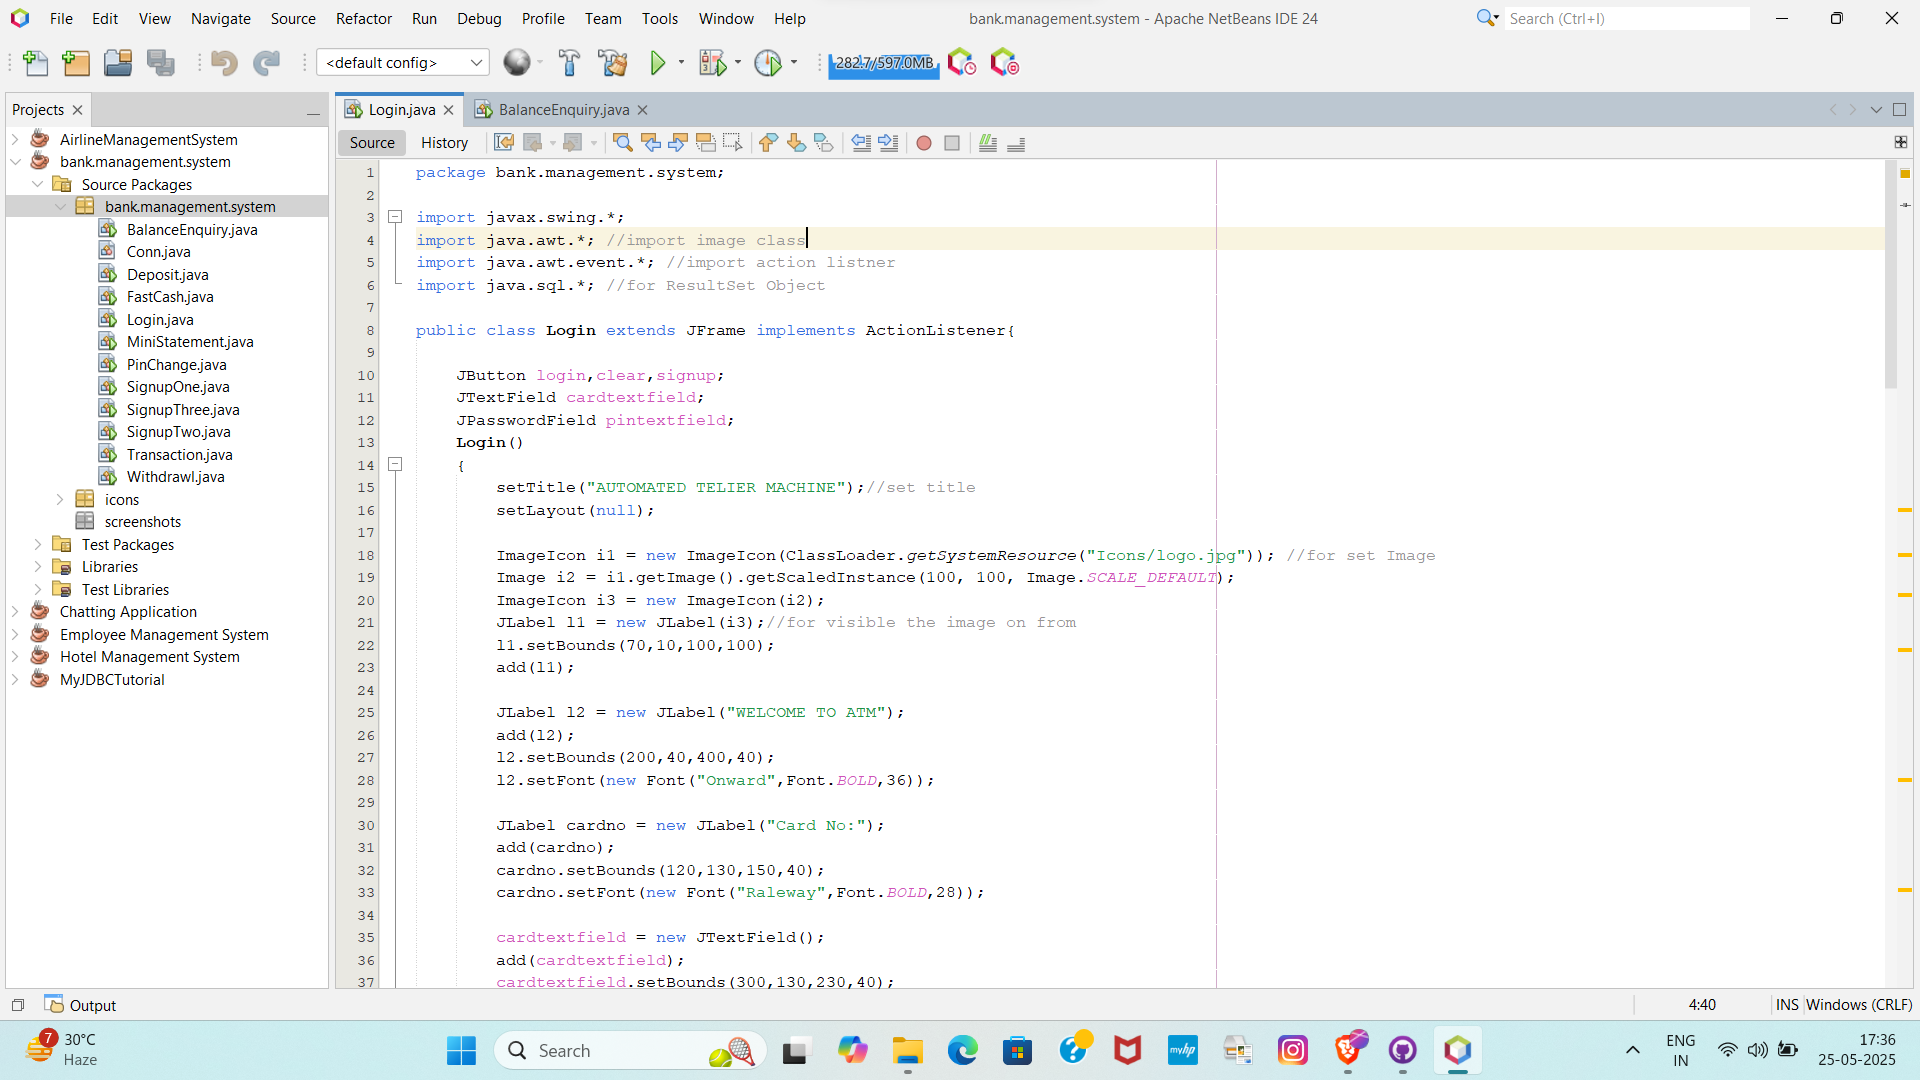 File Edit View Navigate Source Refactor Run Debug Profile Team Tools Window Help
bank.management.system - Apache NetBeans IDE 24
Search (Ctrl+I)
<default config>
282.7/597.0MB
Projects
Login.java
BalanceEnquiry.java
Source History
AirlineManagementSystem
bank.management.system
Source Packages
bank.management.system
BalanceEnquiry.java
Conn.java
Deposit.java
FastCash.java
Login.java
MiniStatement.java
PinChange.java
SignupOne.java
SignupThree.java
SignupTwo.java
Transaction.java
Withdrawl.java
icons
screenshots
Test Packages
Libraries
Test Libraries
Chatting Application
Employee Management System
Hotel Management System
MyJDBCTutorial
1 package bank.management.system;
2
3 import javax.swing.*;
4 import java.awt.*; //import image class
5 import java.awt.event.*; //import action listner
6 import java.sql.*; //for ResultSet Object
7
8 public class Login extends JFrame implements ActionListener{
9
10 JButton login,clear,signup;
11 JTextField cardtextfield;
12 JPasswordField pintextfield;
13 Login()
14 {
15 setTitle("AUTOMATED TELIER MACHINE");//set title
16 setLayout(null);
17
18 ImageIcon i1 = new ImageIcon(ClassLoader.getSystemResource("Icons/logo.jpg")); //for set Image
19 Image i2 = i1.getImage().getScaledInstance(100, 100, Image.SCALE_DEFAULT);
20 ImageIcon i3 = new ImageIcon(i2);
21 JLabel l1 = new JLabel(i3);//for visible the image on from
22 l1.setBounds(70,10,100,100);
23 add(l1);
24
25 JLabel l2 = new JLabel("WELCOME TO ATM");
26 add(l2);
27 l2.setBounds(200,40,400,40);
28 l2.setFont(new Font("Onward",Font.BOLD,36));
29
30 JLabel cardno = new JLabel("Card No:");
31 add(cardno);
32 cardno.setBounds(120,130,150,40);
33 cardno.setFont(new Font("Raleway",Font.BOLD,28));
34
35 cardtextfield = new JTextField();
36 add(cardtextfield);
37 cardtextfield.setBounds(300,130,230,40);
Output
4:40
INS
Windows (CRLF)
7
30°C
Haze
Search
myhp
ENG
IN
17:36
25-05-2025